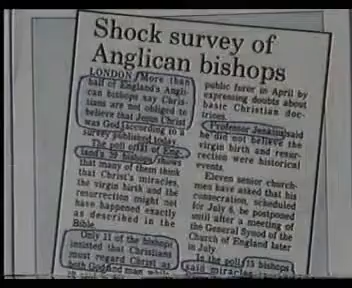 Shock survey of
Anglican bishops
LONDON / More than
half of England's Angli-
can bishops say Chris-
tians are not obliged to
believe that Jesus Christ
was God, according to a
survey published today.
The poll of 31 of Eng-
land's 39 bishops shows
that many of them think
that Christ's miracles,
the virgin birth and the
resurrection might not
have happened exactly
as described in the
Bible.
Only 11 of the bishops
insisted that Christians
must regard Christ as
both God and man, while
public furor in April by
expressing doubts about
basic Christian doc-
trines.
Professor Jenkins said
he did not believe the
virgin birth and resur-
rection were historical
events.
Eleven senior church-
men have asked that his
consecration, scheduled
for July 6, be postponed
until after a meeting of
the General Synod of the
Church of England later
in July.
In the poll, 15 bishops
said miracles